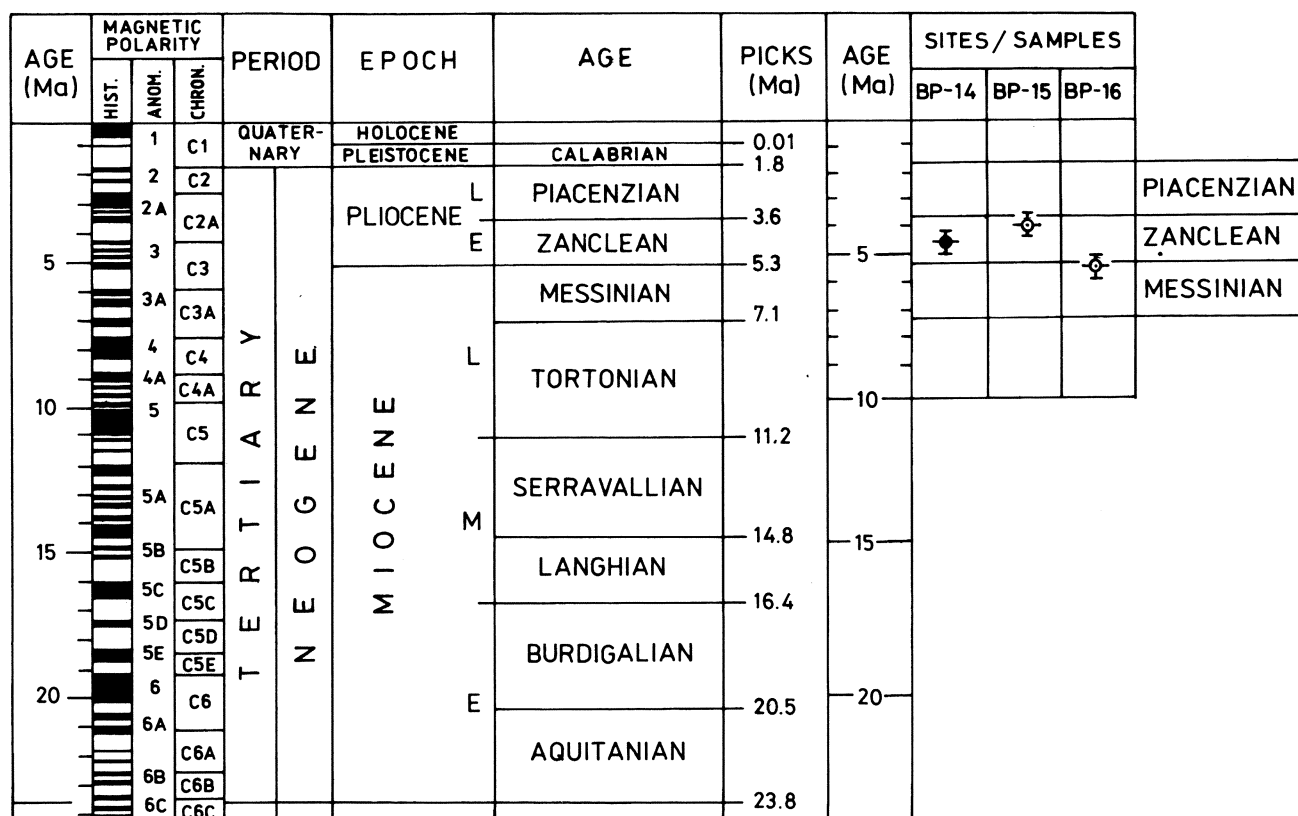 AGE (Ma)
MAGNETIC POLARITY
HIST.
ANOM.
CHRON.
PERIOD
EPOCH
AGE
PICKS (Ma)
AGE (Ma)
SITES / SAMPLES
BP-14 BP-15 BP-16
1
C1
QUATER-
NARY
HOLOCENE
PLEISTOCENE
CALABRIAN
0.01
1.8
2
C2
2A
C2A
3
C3
5
PLIOCENE
L
E
PIACENZIAN
3.6
ZANCLEAN
5.3
5
PIACENZIAN
ZANCLEAN
MESSINIAN
3A
C3A
4
C4
4A
C4A
5
C5
10
TERTIARY
NEOGENE
MIOCENE
L
MESSINIAN
7.1
TORTONIAN
10
11.2
5A
C5A
5B
C5B
15
M
SERRAVALLIAN
14.8
15
LANGHIAN
16.4
5C
C5C
5D
C5D
5E
C5E
6
C6
20
E
BURDIGALIAN
20.5
20
6A
C6A
6B
C6B
6C
C6C
AQUITANIAN
23.8